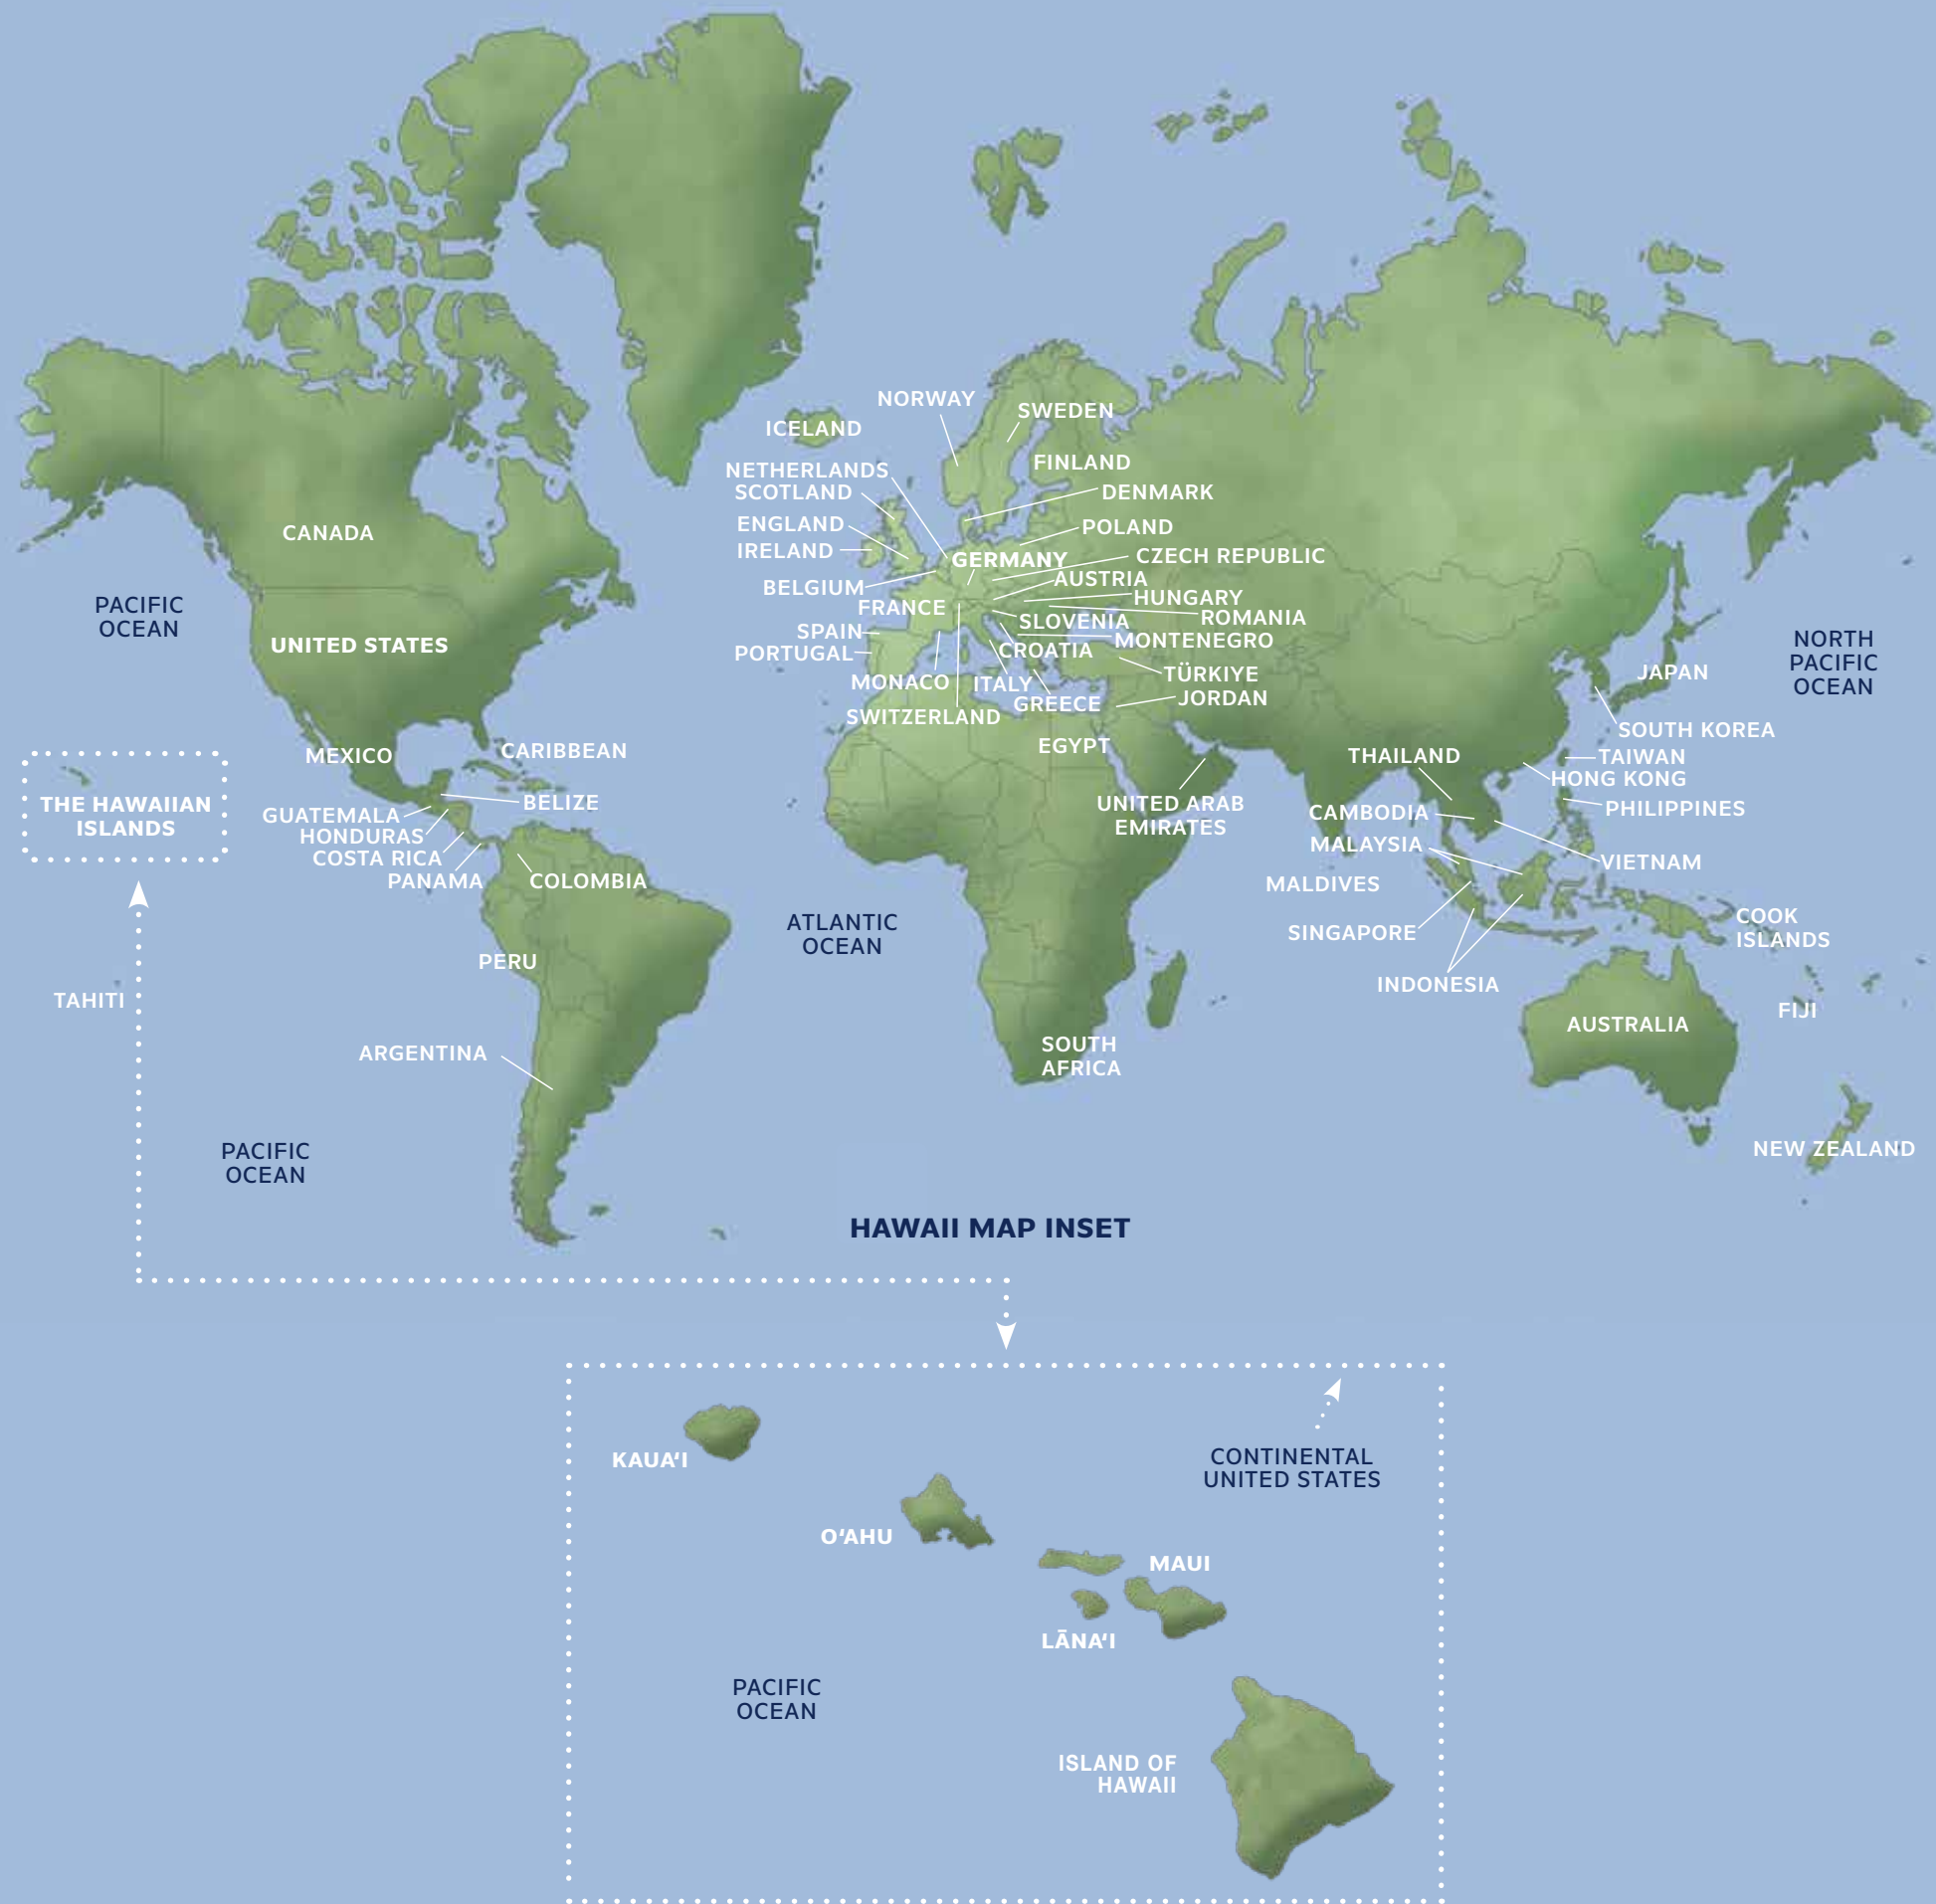 NORWAY
SWEDEN
ICELAND
FINLAND
NETHERLANDS
SCOTLAND
DENMARK
ENGLAND
POLAND
CANADA
IRELAND
GERMANY
CZECH REPUBLIC
AUSTRIA
BELGIUM
HUNGARY
FRANCE
PACIFIC
OCEAN
ROMANIA
SLOVENIA
SPAIN
MONTENEGRO
UNITED STATES
PORTUGAL
CROATIA
NORTH
PACIFIC
OCEAN
JAPAN
TÜRKIYE
MONACO
ITALY
JORDAN
GREECE
SWITZERLAND
SOUTH KOREA
EGYPT
CARIBBEAN
MEXICO
THAILAND
TAIWAN
HONG KONG
THE HAWAIIAN
ISLANDS
BELIZE
UNITED ARAB
EMIRATES
PHILIPPINES
GUATEMALA
CAMBODIA
HONDURAS
MALAYSIA
COSTA RICA
VIETNAM
PANAMA
COLOMBIA
MALDIVES
ATLANTIC
OCEAN
COOK
ISLANDS
SINGAPORE
PERU
INDONESIA
TAHITI
FIJI
AUSTRALIA
SOUTH
AFRICA
ARGENTINA
PACIFIC
OCEAN
NEW ZEALAND
HAWAII MAP INSET
KAUAʻI
CONTINENTAL
UNITED STATES
OʻAHU
MAUI
LĀNAʻI
PACIFIC
OCEAN
ISLAND OF
HAWAII